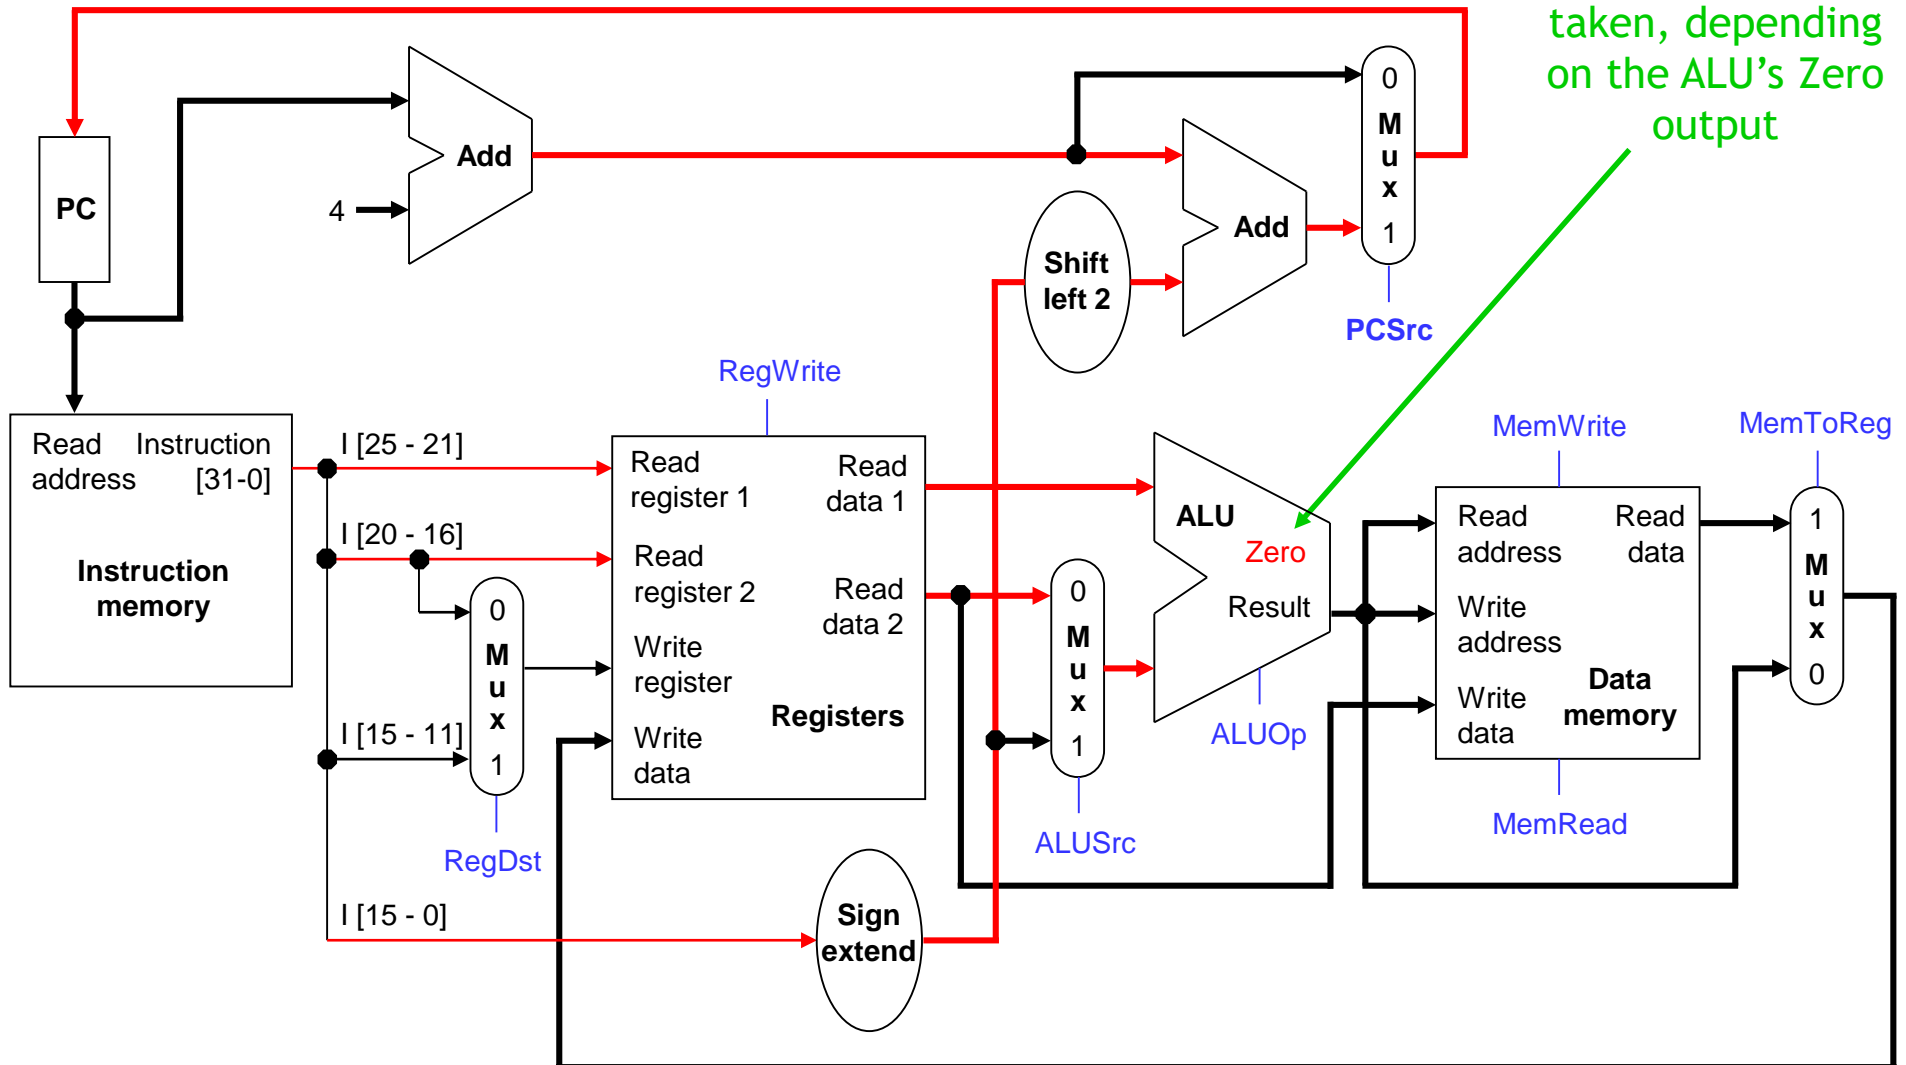 taken, depending
on the ALU’s Zero
output
0
M
u
x
1
Add
PC
4
Add
Shift
left 2
PCSrc
RegWrite
MemWrite
MemToReg
Read
address
Instruction
[31-0]
Instruction
memory
I [25 - 21]
I [20 - 16]
I [15 - 11]
I [15 - 0]
0
M
u
x
1
RegDst
Read
register 1
Read
register 2
Write
register
Write
data
Read
data 1
Read
data 2
Registers
Sign
extend
0
M
u
x
1
ALUSrc
ALU
Zero
Result
ALUOp
Read
address
Write
address
Write
data
Read
data
Data
memory
MemRead
1
M
u
x
0